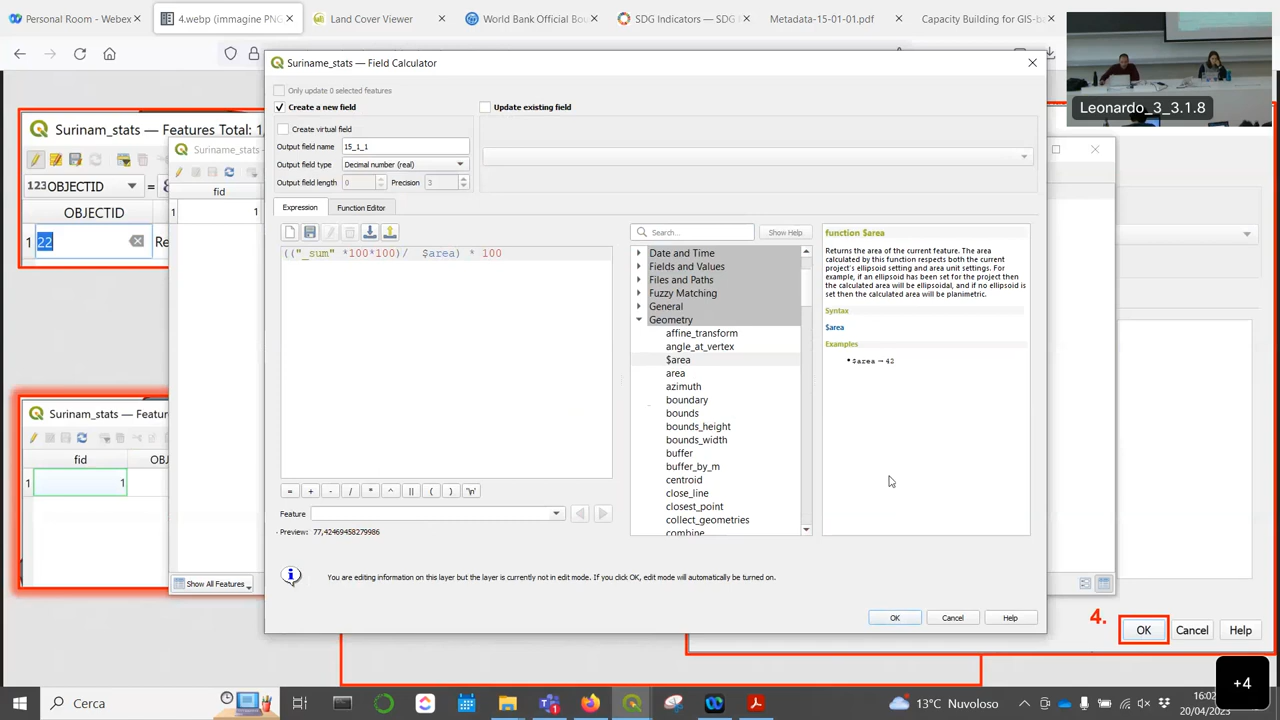 Personal Room - Webex
4.webp (immagine PNG
Land Cover Viewer
World Bank Official Bou
SDG Indicators — SDG I
Metadata-15-01-01.pdf
Capacity Building for GIS-b
Leonardo_3_3.1.8
Suriname_stats — Field Calculator
Only update 0 selected features
Create a new field
Update existing field
Create virtual field
Output field name
15_1_1
Output field type
Decimal number (real)
Output field length
0
Precision
3
Expression
Function Editor
(("_sum" *100*100)/ $area) * 100
Search...
Show Help
Date and Time
Fields and Values
Files and Paths
Fuzzy Matching
General
Geometry
affine_transform
angle_at_vertex
$area
area
azimuth
boundary
bounds
bounds_height
bounds_width
buffer
buffer_by_m
centroid
close_line
closest_point
collect_geometries
combine
function $area
Returns the area of the current feature. The area
calculated by this function respects both the current
project's ellipsoid setting and area unit settings. For
example, if an ellipsoid has been set for the project
then the calculated area will be ellipsoidal, and if no ellipsoid is
set then the calculated area will be planimetric.
Syntax
$area
Examples
• $area → 42
= + - / * ^ || ( ) '\n'
Feature
Preview: 77,42469458279986
You are editing information on this layer but the layer is currently not in edit mode. If you click OK, edit mode will automatically be turned on.
OK
Cancel
Help
Surinam_stats — Features Total: 1,
123 OBJECTID
=
OBJECTID
1
22
Re
Suriname_sta
fid
1
1
Show All Features
Surinam_stats — Featur
fid
OBJ
1
1
4.
OK
Cancel
Help
+4
Cerca
13°C Nuvoloso
16:02
20/04/2023